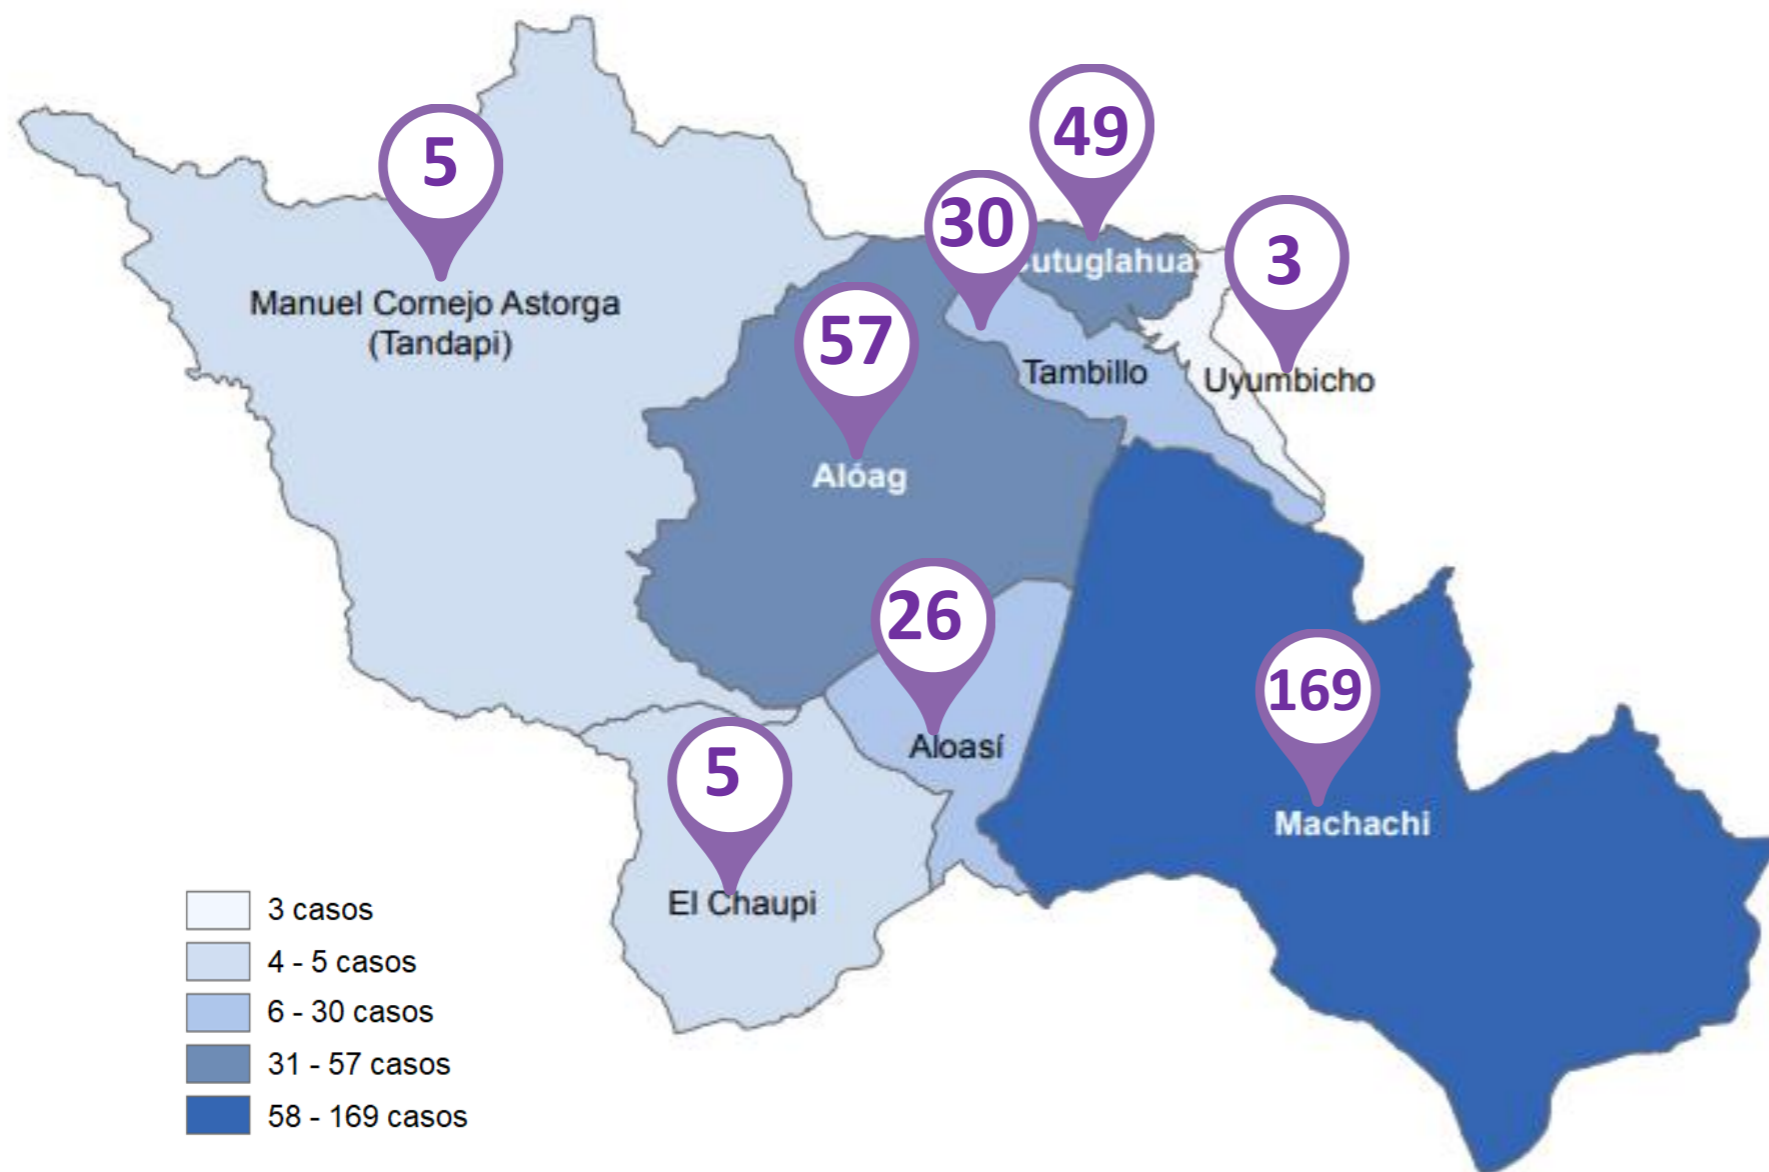 49
5
30
3
Cutuglahua
Manuel Cornejo Astorga
(Tandapi)
57
Tambillo
Uyumbicho
Alóag
26
169
Aloasí
5
Machachi
El Chaupi
3 casos
4 - 5 casos
6 - 30 casos
31 - 57 casos
58 - 169 casos